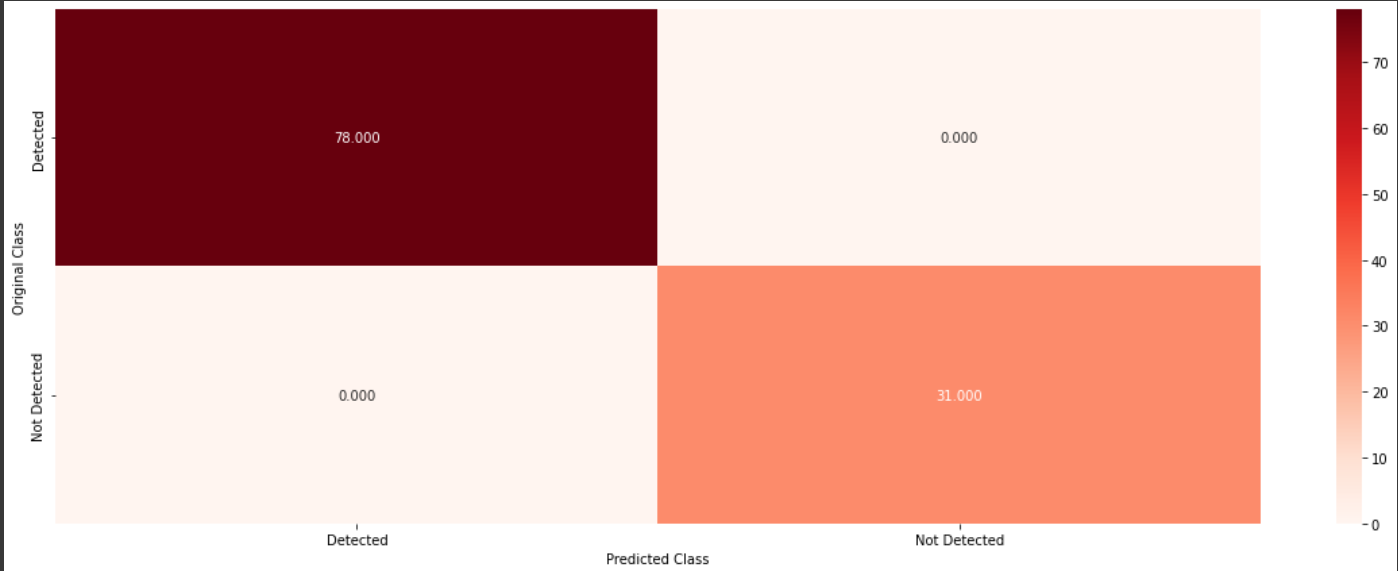 Original Class
Detected
Not Detected
78.000
0.000
0.000
31.000
Detected
Not Detected
Predicted Class
70
60
50
40
30
20
10
0